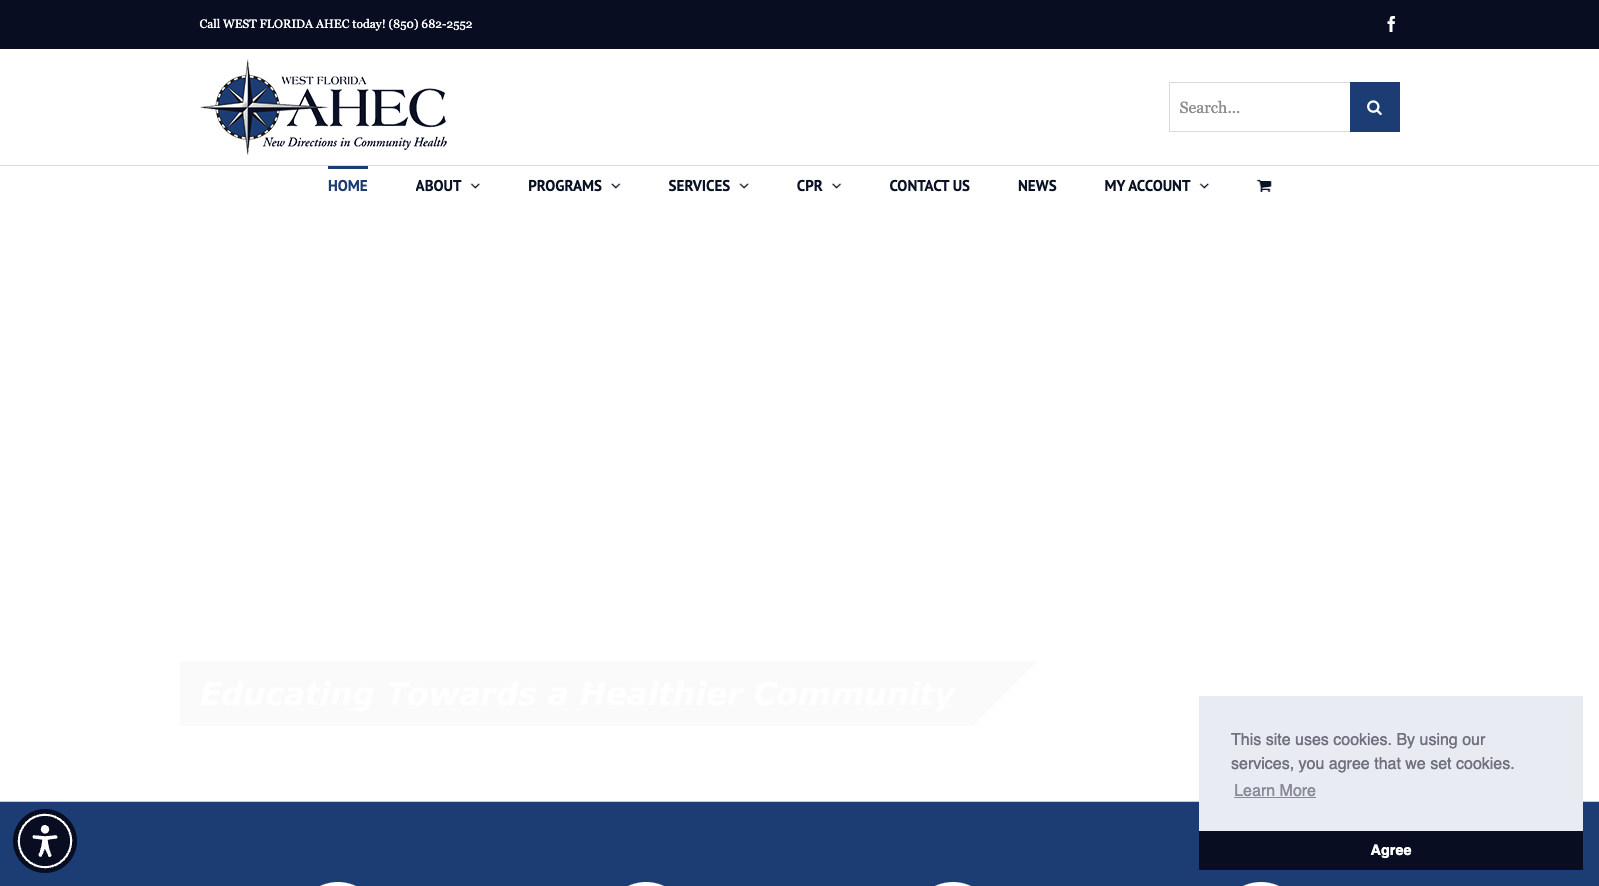 Call WEST FLORIDA AHEC today! (850) 682-2552
WEST FLORIDA
AHEC
New Directions in Community Health
Search...
HOME
ABOUT
PROGRAMS
SERVICES
CPR
CONTACT US
NEWS
MY ACCOUNT
Educating Towards a Healthier Community
This site uses cookies. By using our
services, you agree that we set cookies.
Learn More
Agree